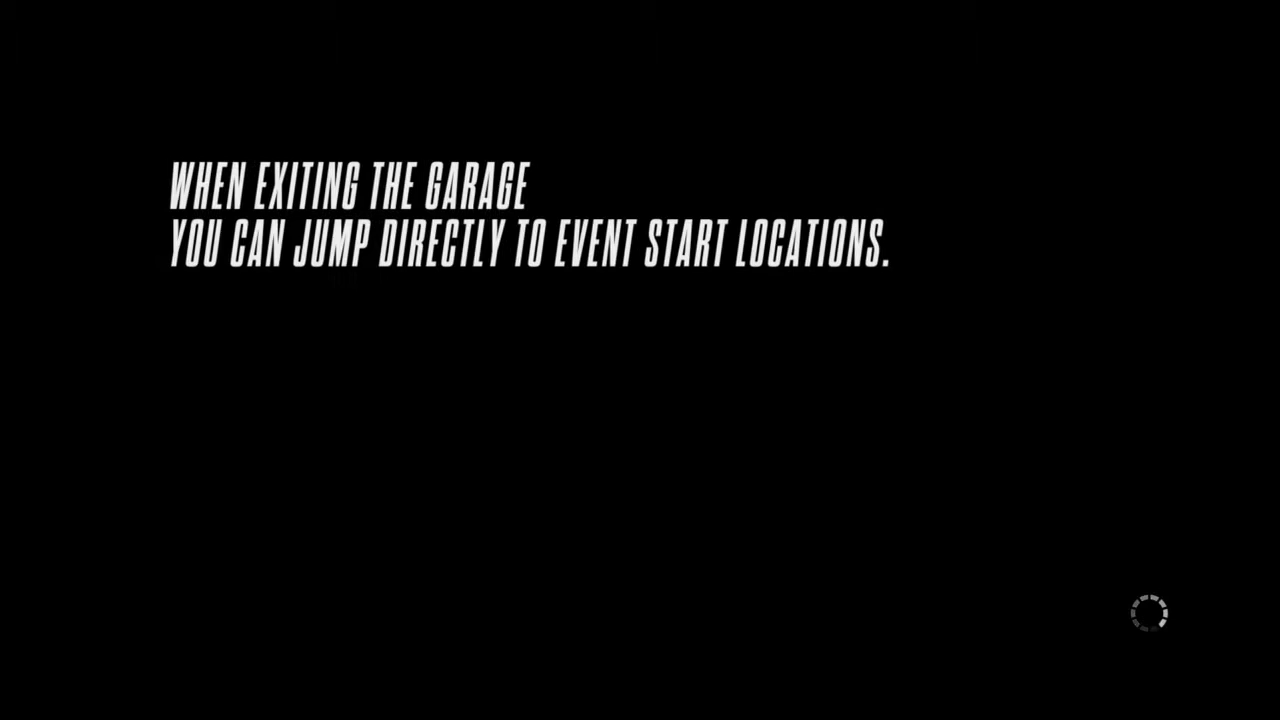 WHEN EXITING THE GARAGE
YOU CAN JUMP DIRECTLY TO EVENT START LOCATIONS.